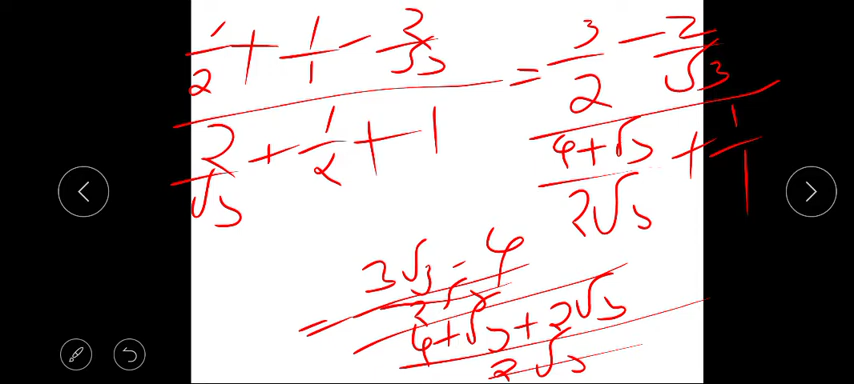 1/2 + 1/1 - 2/√3 / 2/√3 + 1/2 + 1 = 3/2 - 2/√3 / 4+√3/2√3 + 1/1
= 3√3 - 4/2√3 / 4+√3+2√3/2√3